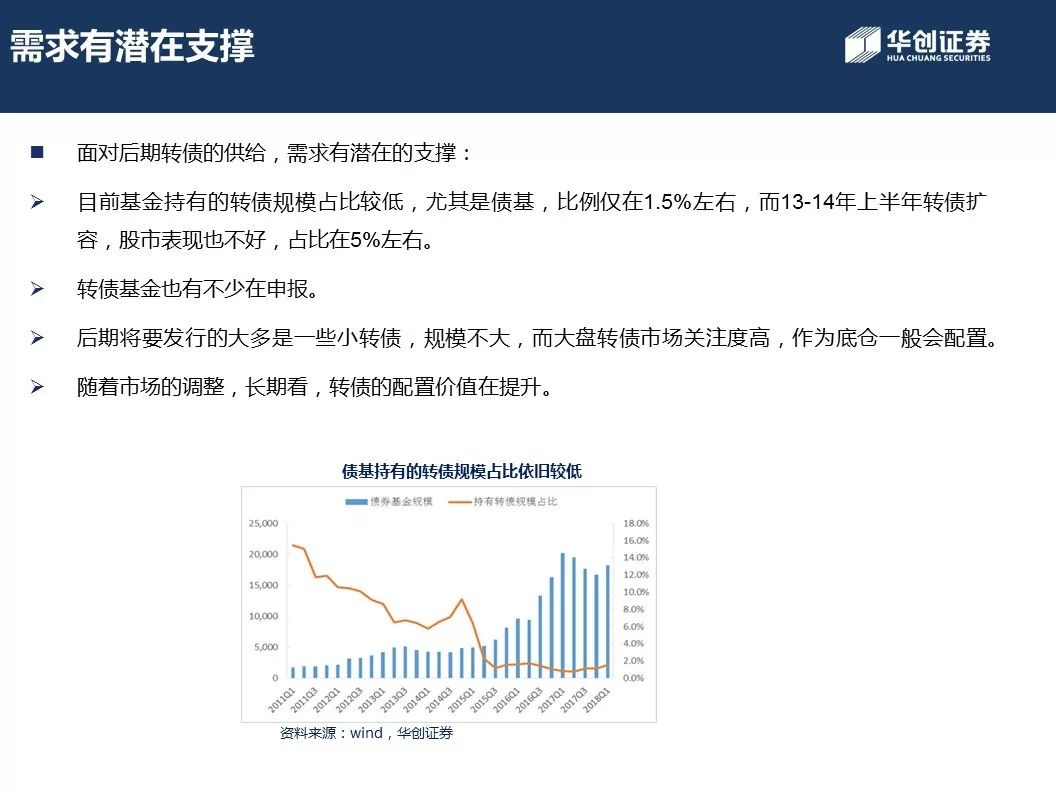 需求有潜在支撑
华创证券
HUA CHUANG SECURITIES
面对后期转债的供给，需求有潜在的支撑：
目前基金持有的转债规模占比较低，尤其是债基，比例仅在1.5%左右，而13-14年上半年转债扩
容，股市表现也不好，占比在5%左右。
转债基金也有不少在申报。
后期将要发行的大多是一些小转债，规模不大，而大盘转债市场关注度高，作为底仓一般会配置。
随着市场的调整，长期看，转债的配置价值在提升。
债基持有的转债规模占比依旧较低
债券基金规模 持有转债规模占比
25,000
20,000
15,000
10,000
5,000
0
18.0%
16.0%
14.0%
12.0%
10.0%
8.0%
6.0%
4.0%
2.0%
0.0%
2011Q1
2011Q3
2012Q1
2012Q3
2013Q1
2013Q3
2014Q1
2014Q3
2015Q1
2015Q3
2016Q1
2016Q3
2017Q1
2017Q3
2018Q1
资料来源：wind，华创证券